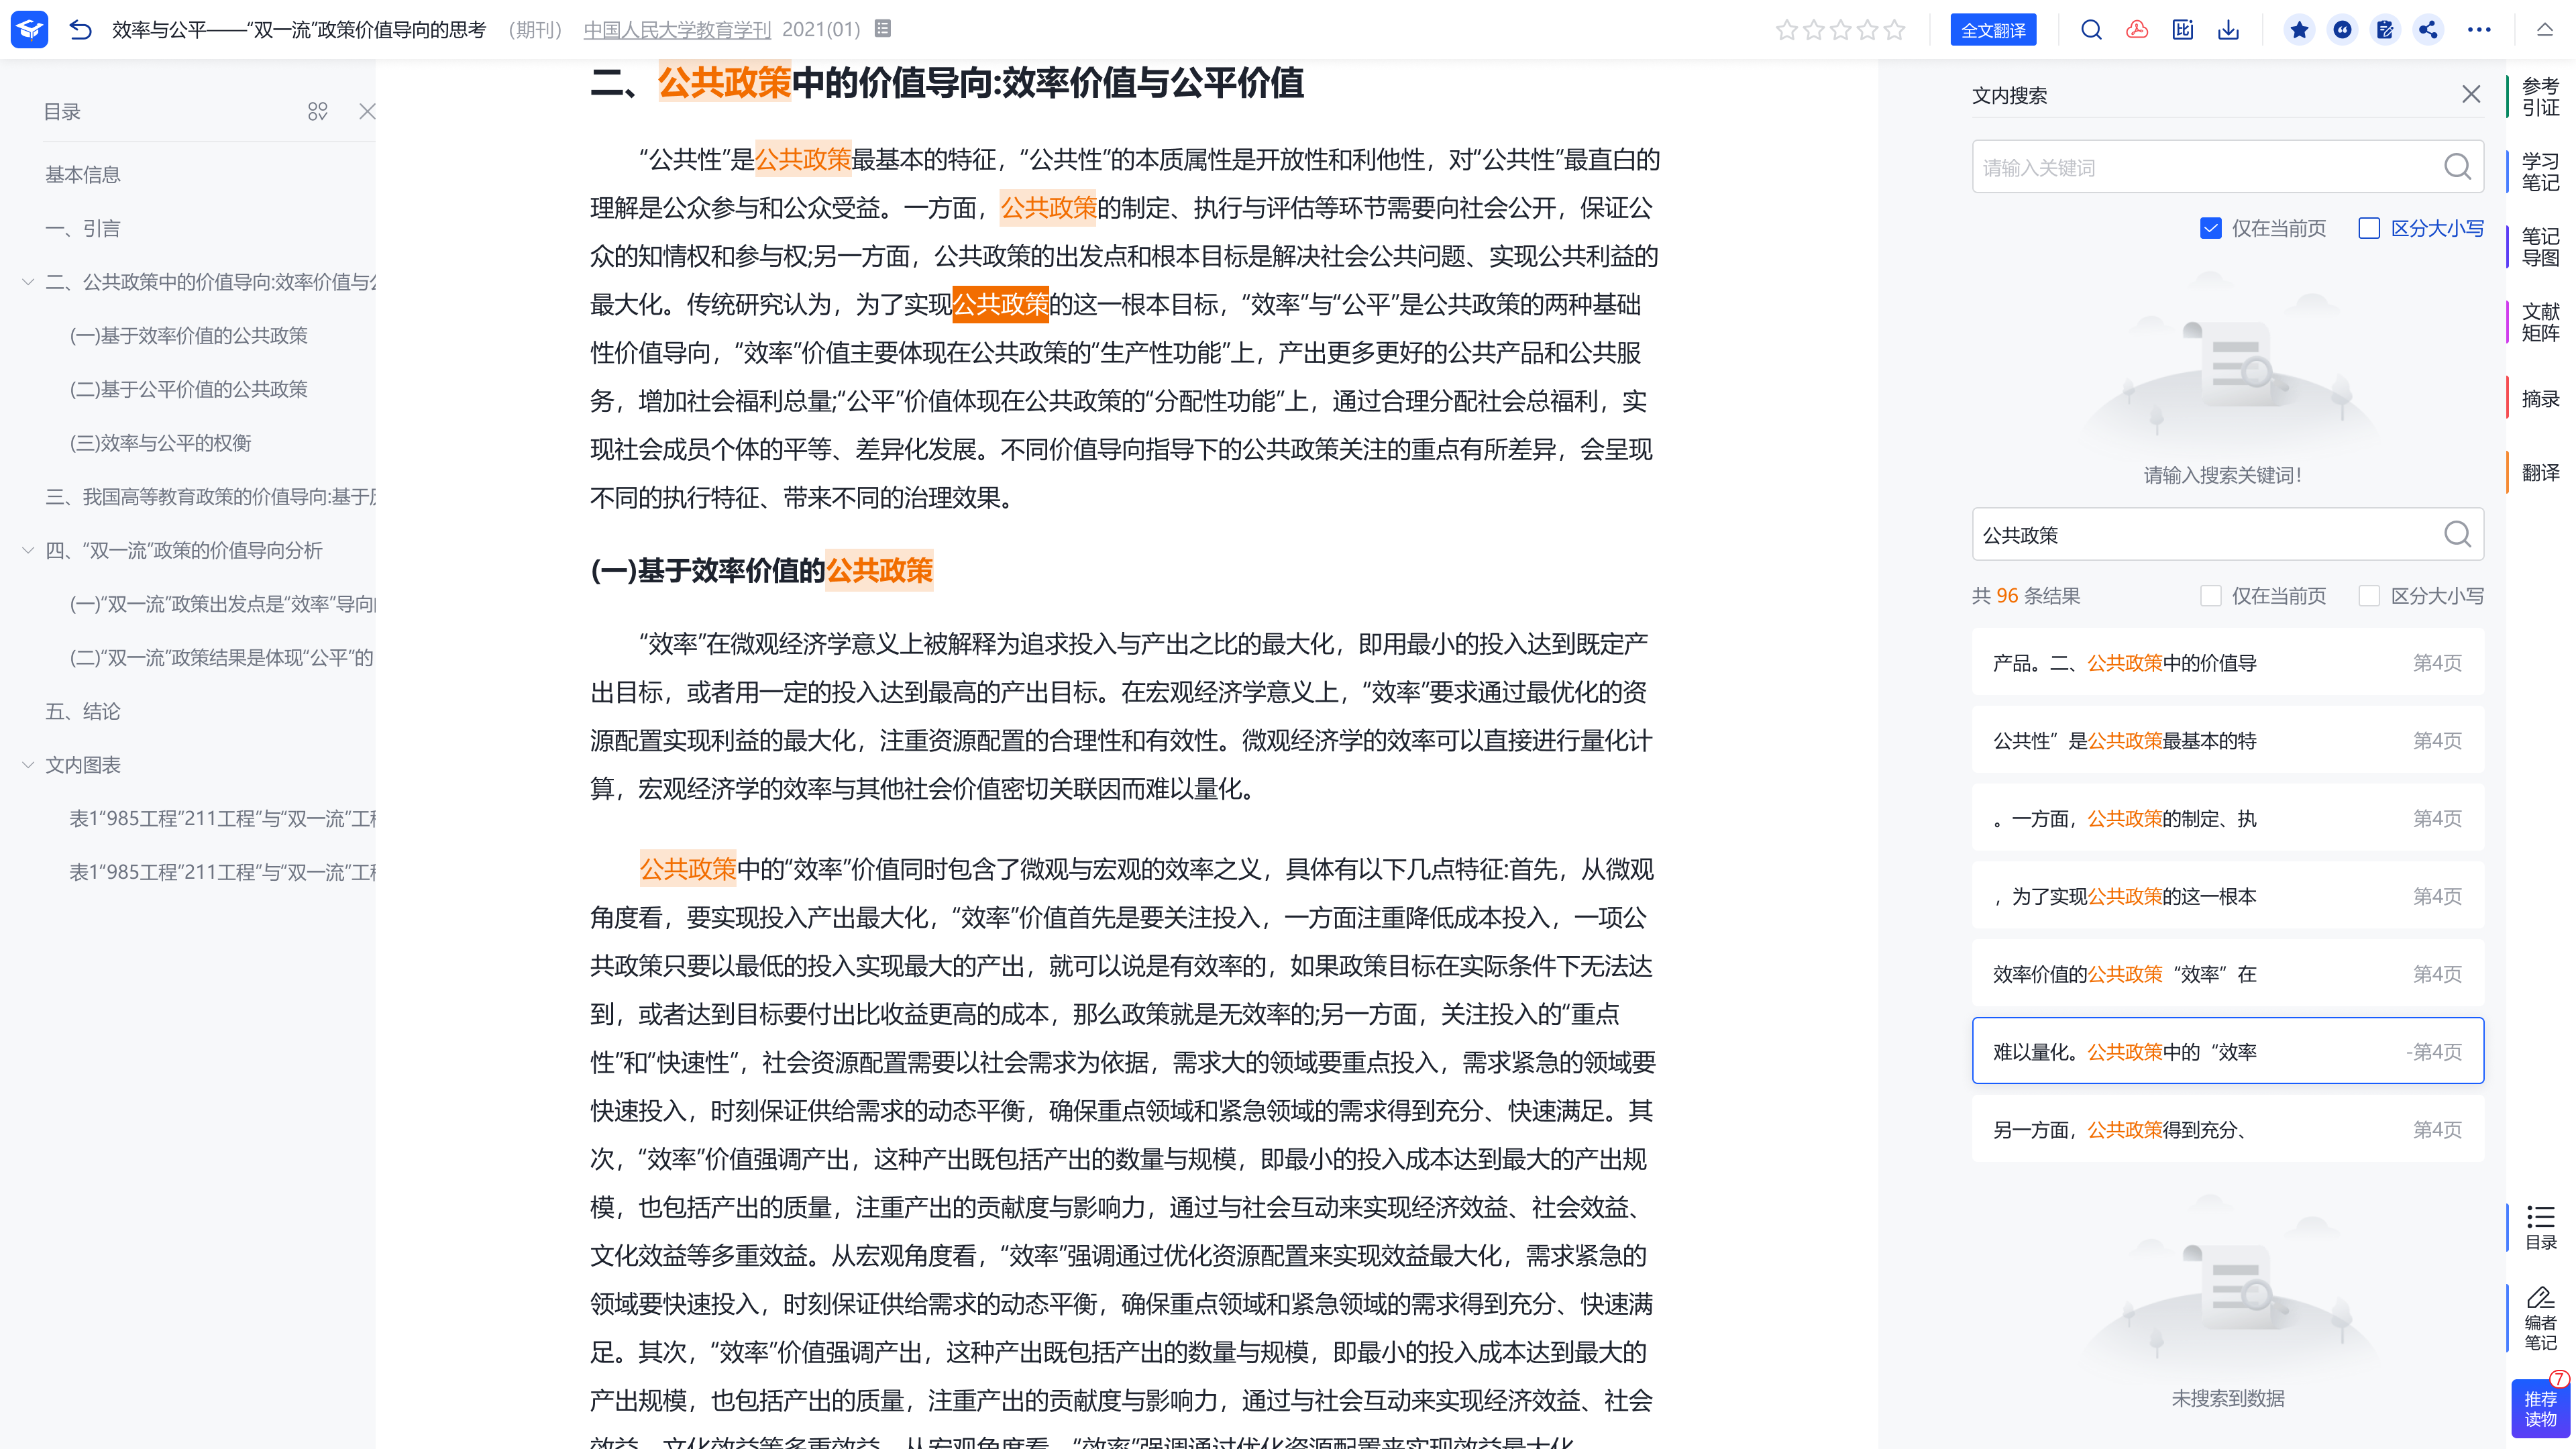 效率与公平——“双一流”政策价值导向的思考 （期刊） 中国人民大学教育学刊 2021(01)
全文翻译
目录
基本信息
一、引言
二、公共政策中的价值导向:效率价值与
(一)基于效率价值的公共政策
(二)基于公平价值的公共政策
(三)效率与公平的权衡
三、我国高等教育政策的价值导向:基于
四、“双一流”政策的价值导向分析
(一)“双一流”政策出发点是“效率”导向
(二)“双一流”政策结果是体现“公平”的
五、结论
文内图表
表1“985工程”211工程”与“双一流”工程
表1“985工程”211工程”与“双一流”工程
二、公共政策中的价值导向:效率价值与公平价值
“公共性”是公共政策最基本的特征，“公共性”的本质属性是开放性和利他性，对“公共性”最直白的
理解是公众参与和公众受益。一方面，公共政策的制定、执行与评估等环节需要向社会公开，保证公
众的知情权和参与权;另一方面，公共政策的出发点和根本目标是解决社会公共问题、实现公共利益的
最大化。传统研究认为，为了实现公共政策的这一根本目标，“效率”与“公平”是公共政策的两种基础
性价值导向，“效率”价值主要体现在公共政策的“生产性功能”上，产出更多更好的公共产品和公共服
务，增加社会福利总量;“公平”价值体现在公共政策的“分配性功能”上，通过合理分配社会总福利，实
现社会成员个体的平等、差异化发展。不同价值导向指导下的公共政策关注的重点有所差异，会呈现
不同的执行特征、带来不同的治理效果。
(一)基于效率价值的公共政策
“效率”在微观经济学意义上被解释为追求投入与产出之比的最大化，即用最小的投入达到既定产
出目标，或者用一定的投入达到最高的产出目标。在宏观经济学意义上，“效率”要求通过最优化的资
源配置实现利益的最大化，注重资源配置的合理性和有效性。微观经济学的效率可以直接进行量化计
算，宏观经济学的效率与其他社会价值密切关联因而难以量化。
公共政策中的“效率”价值同时包含了微观与宏观的效率之义，具体有以下几点特征:首先，从微观
角度看，要实现投入产出最大化，“效率”价值首先是要关注投入，一方面注重降低成本投入，一项公
共政策只要以最低的投入实现最大的产出，就可以说是有效率的，如果政策目标在实际条件下无法达
到，或者达到目标要付出比收益更高的成本，那么政策就是无效率的;另一方面，关注投入的“重点
性”和“快速性”，社会资源配置需要以社会需求为依据，需求大的领域要重点投入，需求紧急的领域要
快速投入，时刻保证供给需求的动态平衡，确保重点领域和紧急领域的需求得到充分、快速满足。其
次，“效率”价值强调产出，这种产出既包括产出的数量与规模，即最小的投入成本达到最大的产出规
模，也包括产出的质量，注重产出的贡献度与影响力，通过与社会互动来实现经济效益、社会效益、
文化效益等多重效益。从宏观角度看，“效率”强调通过优化资源配置来实现效益最大化，需求紧急的
领域要快速投入，时刻保证供给需求的动态平衡，确保重点领域和紧急领域的需求得到充分、快速满
足。其次，“效率”价值强调产出，这种产出既包括产出的数量与规模，即最小的投入成本达到最大的
产出规模，也包括产出的质量，注重产出的贡献度与影响力，通过与社会互动来实现经济效益、社会
效益、文化效益等多重效益。从宏观角度看，“效率”强调通过优化资源配置来实现效益最大化，
文内搜索
请输入关键词
仅在当前页 区分大小写
请输入搜索关键词！
公共政策
共 96 条结果 仅在当前页 区分大小写
产品。二、公共政策中的价值导 第4页
公共性”是公共政策最基本的特 第4页
。一方面，公共政策的制定、执 第4页
，为了实现公共政策的这一根本 第4页
效率价值的公共政策“效率”在 第4页
难以量化。公共政策中的“效率 -第4页
另一方面，公共政策得到充分、 第4页
未搜索到数据
参考
引证
学习
笔记
笔记
导图
文献
矩阵
摘录
翻译
目录
编者
笔记
7
推荐
读物